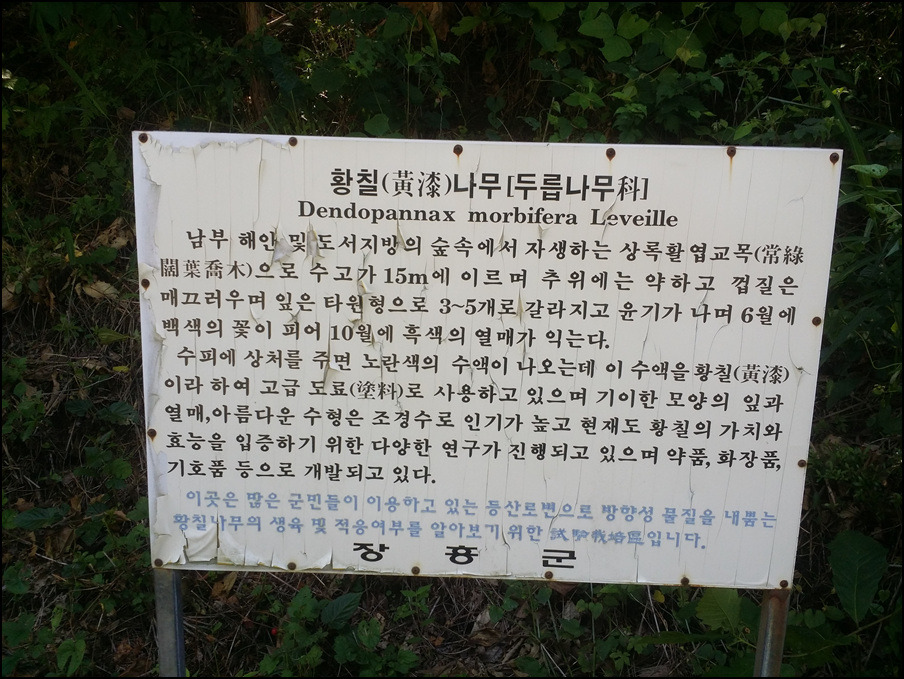 황칠(黃漆)나무[두릅나무科]
Dendopannax morbifera Leveille
남부 해안 및 도서지방의 숲속에서 자생하는 상록활엽교목(常綠
闊葉喬木)으로 수고가 15m에 이르며 추위에는 약하고 껍질은
매끄러우며 잎은 타원형으로 3~5개로 갈라지고 윤기가 나며 6월에
백색의 꽃이 피어 10월에 흑색의 열매가 익는다.
수피에 상처를 주면 노란색의 수액이 나오는데 이 수액을 황칠(黃漆)
이라 하여 고급 도료(塗料)로 사용하고 있으며 기이한 모양의 잎과
열매,아름다운 수형은 조경수로 인기가 높고 현재도 황칠의 가치와
효능을 입증하기 위한 다양한 연구가 진행되고 있으며 약품, 화장품,
기호품 등으로 개발되고 있다.
이곳은 많은 군민들이 이용하고 있는 등산로변으로 방향성 물질을 내뿜는
황칠나무의 생육 및 적응여부를 알아보기 위한 試驗栽培區입니다.
장흥군